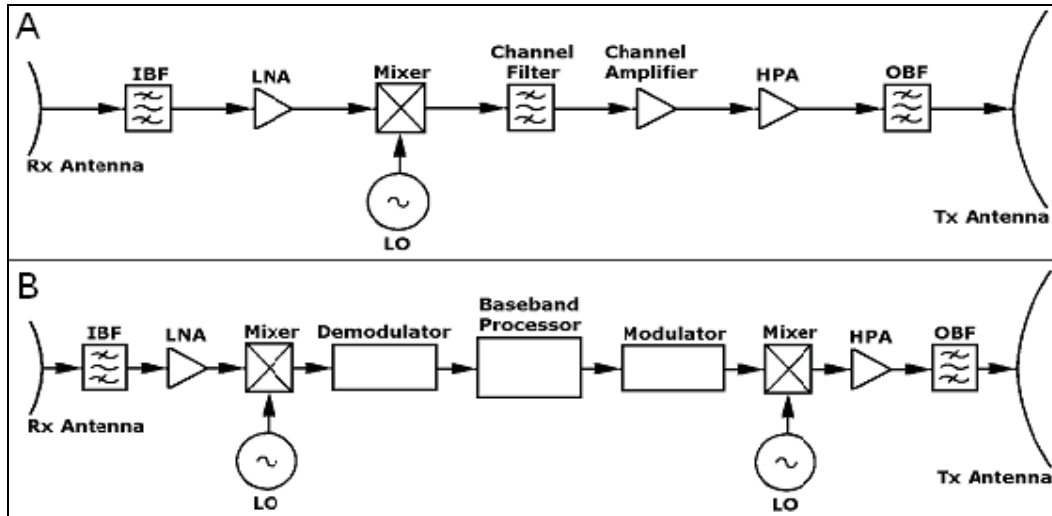 A
IBF
LNA
Mixer
Channel
Filter
Channel
Amplifier
HPA
OBF
Rx Antenna
LO
Tx Antenna
B
IBF
LNA
Mixer
Demodulator
Baseband
Processor
Modulator
Mixer
HPA
OBF
Rx Antenna
LO
LO
Tx Antenna